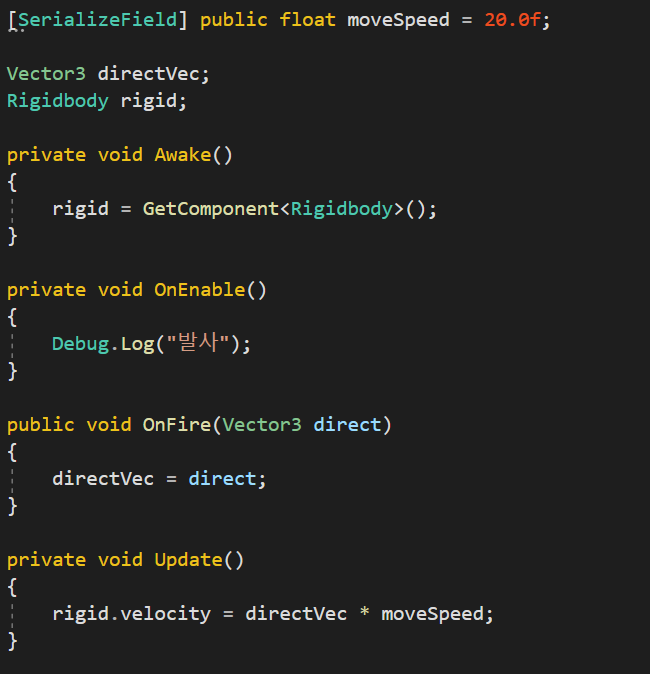 [SerializeField] public float moveSpeed = 20.0f;
Vector3 directVec;
Rigidbody rigid;
private void Awake()
{
rigid = GetComponent<Rigidbody>();
}
private void OnEnable()
{
Debug.Log("발사");
}
public void OnFire(Vector3 direct)
{
directVec = direct;
}
private void Update()
{
rigid.velocity = directVec * moveSpeed;
}